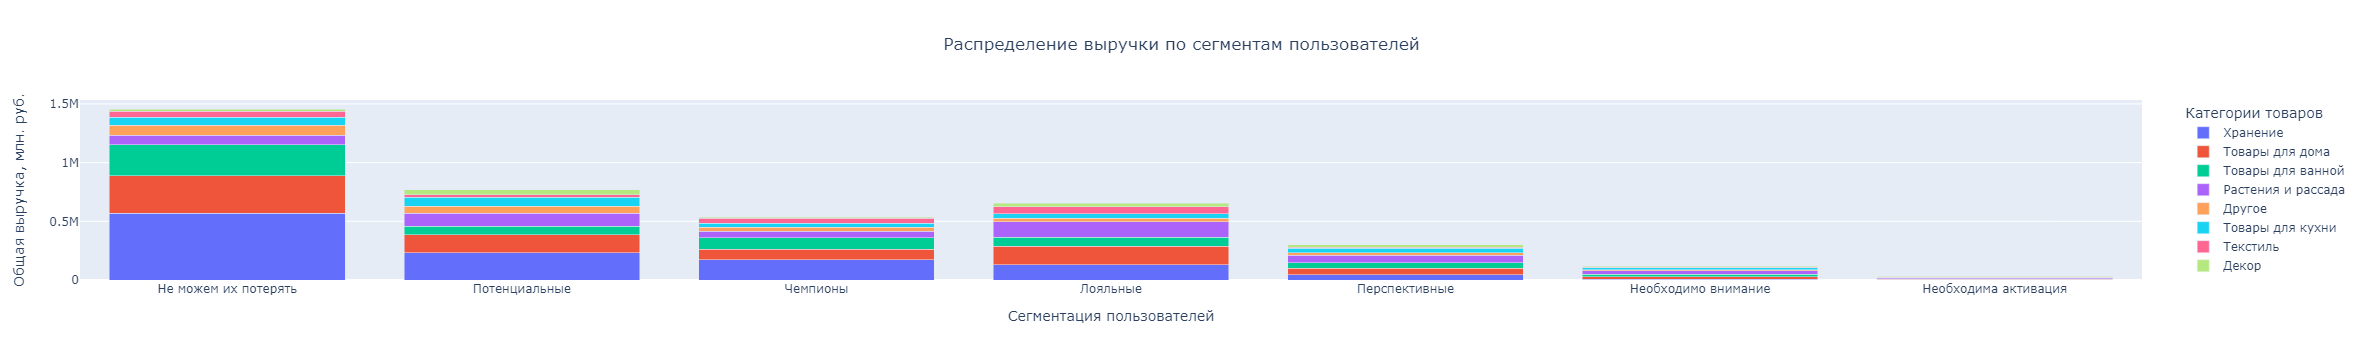 Распределение выручки по сегментам пользователей
Общая выручка, млн. руб.
1.5M
1M
0.5M
0
Не можем их потерять
Потенциальные
Чемпионы
Лояльные
Перспективные
Необходимо внимание
Необходима активация
Сегментация пользователей
Категории товаров
Хранение
Товары для дома
Товары для ванной
Растения и рассада
Другое
Товары для кухни
Текстиль
Декор